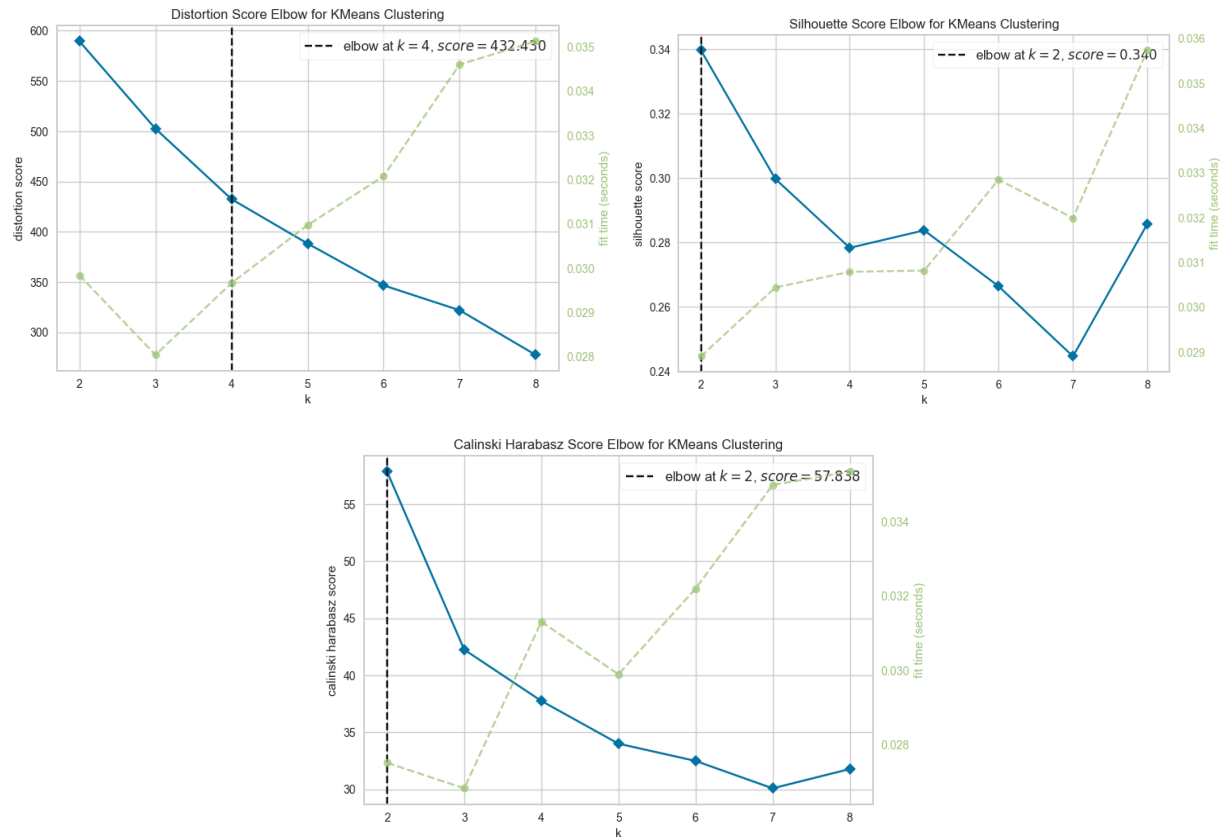 Distortion Score Elbow for KMeans Clustering
elbow at k = 4, score = 432.430
600
550
500
450
400
350
300
distortion score
2 3 4 5 6 7 8
k
0.035
0.034
0.033
0.032
0.031
0.030
0.029
0.028
fit time (seconds)
Silhouette Score Elbow for KMeans Clustering
elbow at k = 2, score = 0.340
0.34
0.32
0.30
0.28
0.26
0.24
silhouette score
2 3 4 5 6 7 8
k
0.036
0.035
0.034
0.033
0.032
0.031
0.030
0.029
fit time (seconds)
Calinski Harabasz Score Elbow for KMeans Clustering
elbow at k = 2, score = 57.838
55
50
45
40
35
30
calinski harabasz score
2 3 4 5 6 7 8
k
0.034
0.032
0.030
0.028
fit time (seconds)